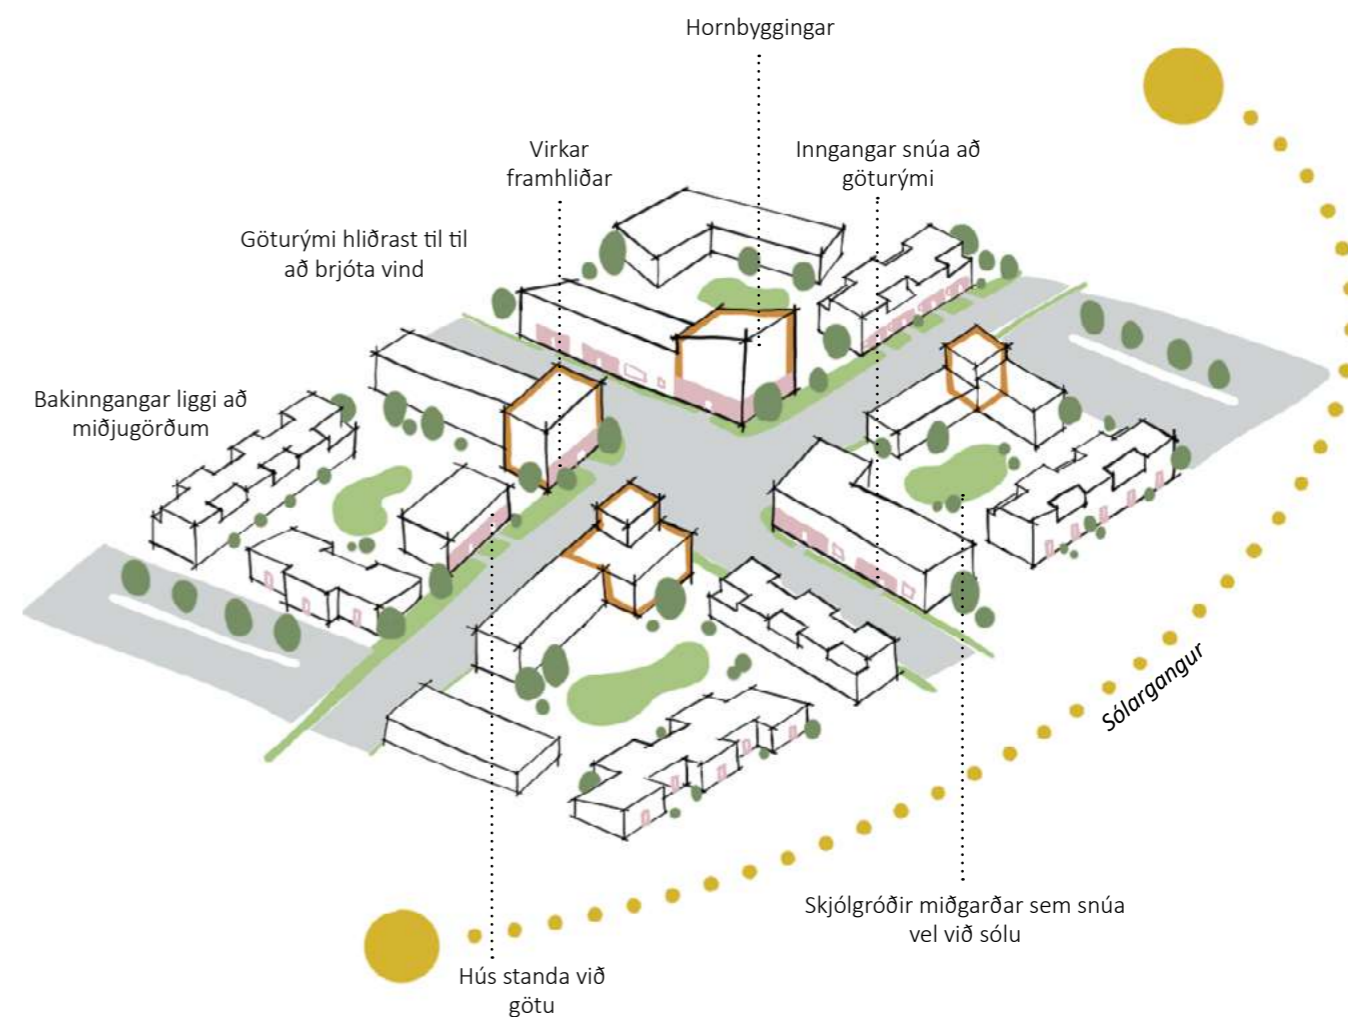 Hornbyggingar
Virkar
framhliðar
Inngangar snúa að
göturými
Göturými hliðrast til til
að brjóta vind
Bakinngangar liggi að
miðjugörðum
Sólargangur
Skjólgróðir miðgarðar sem snúa
vel við sólu
Hús standa við
götu